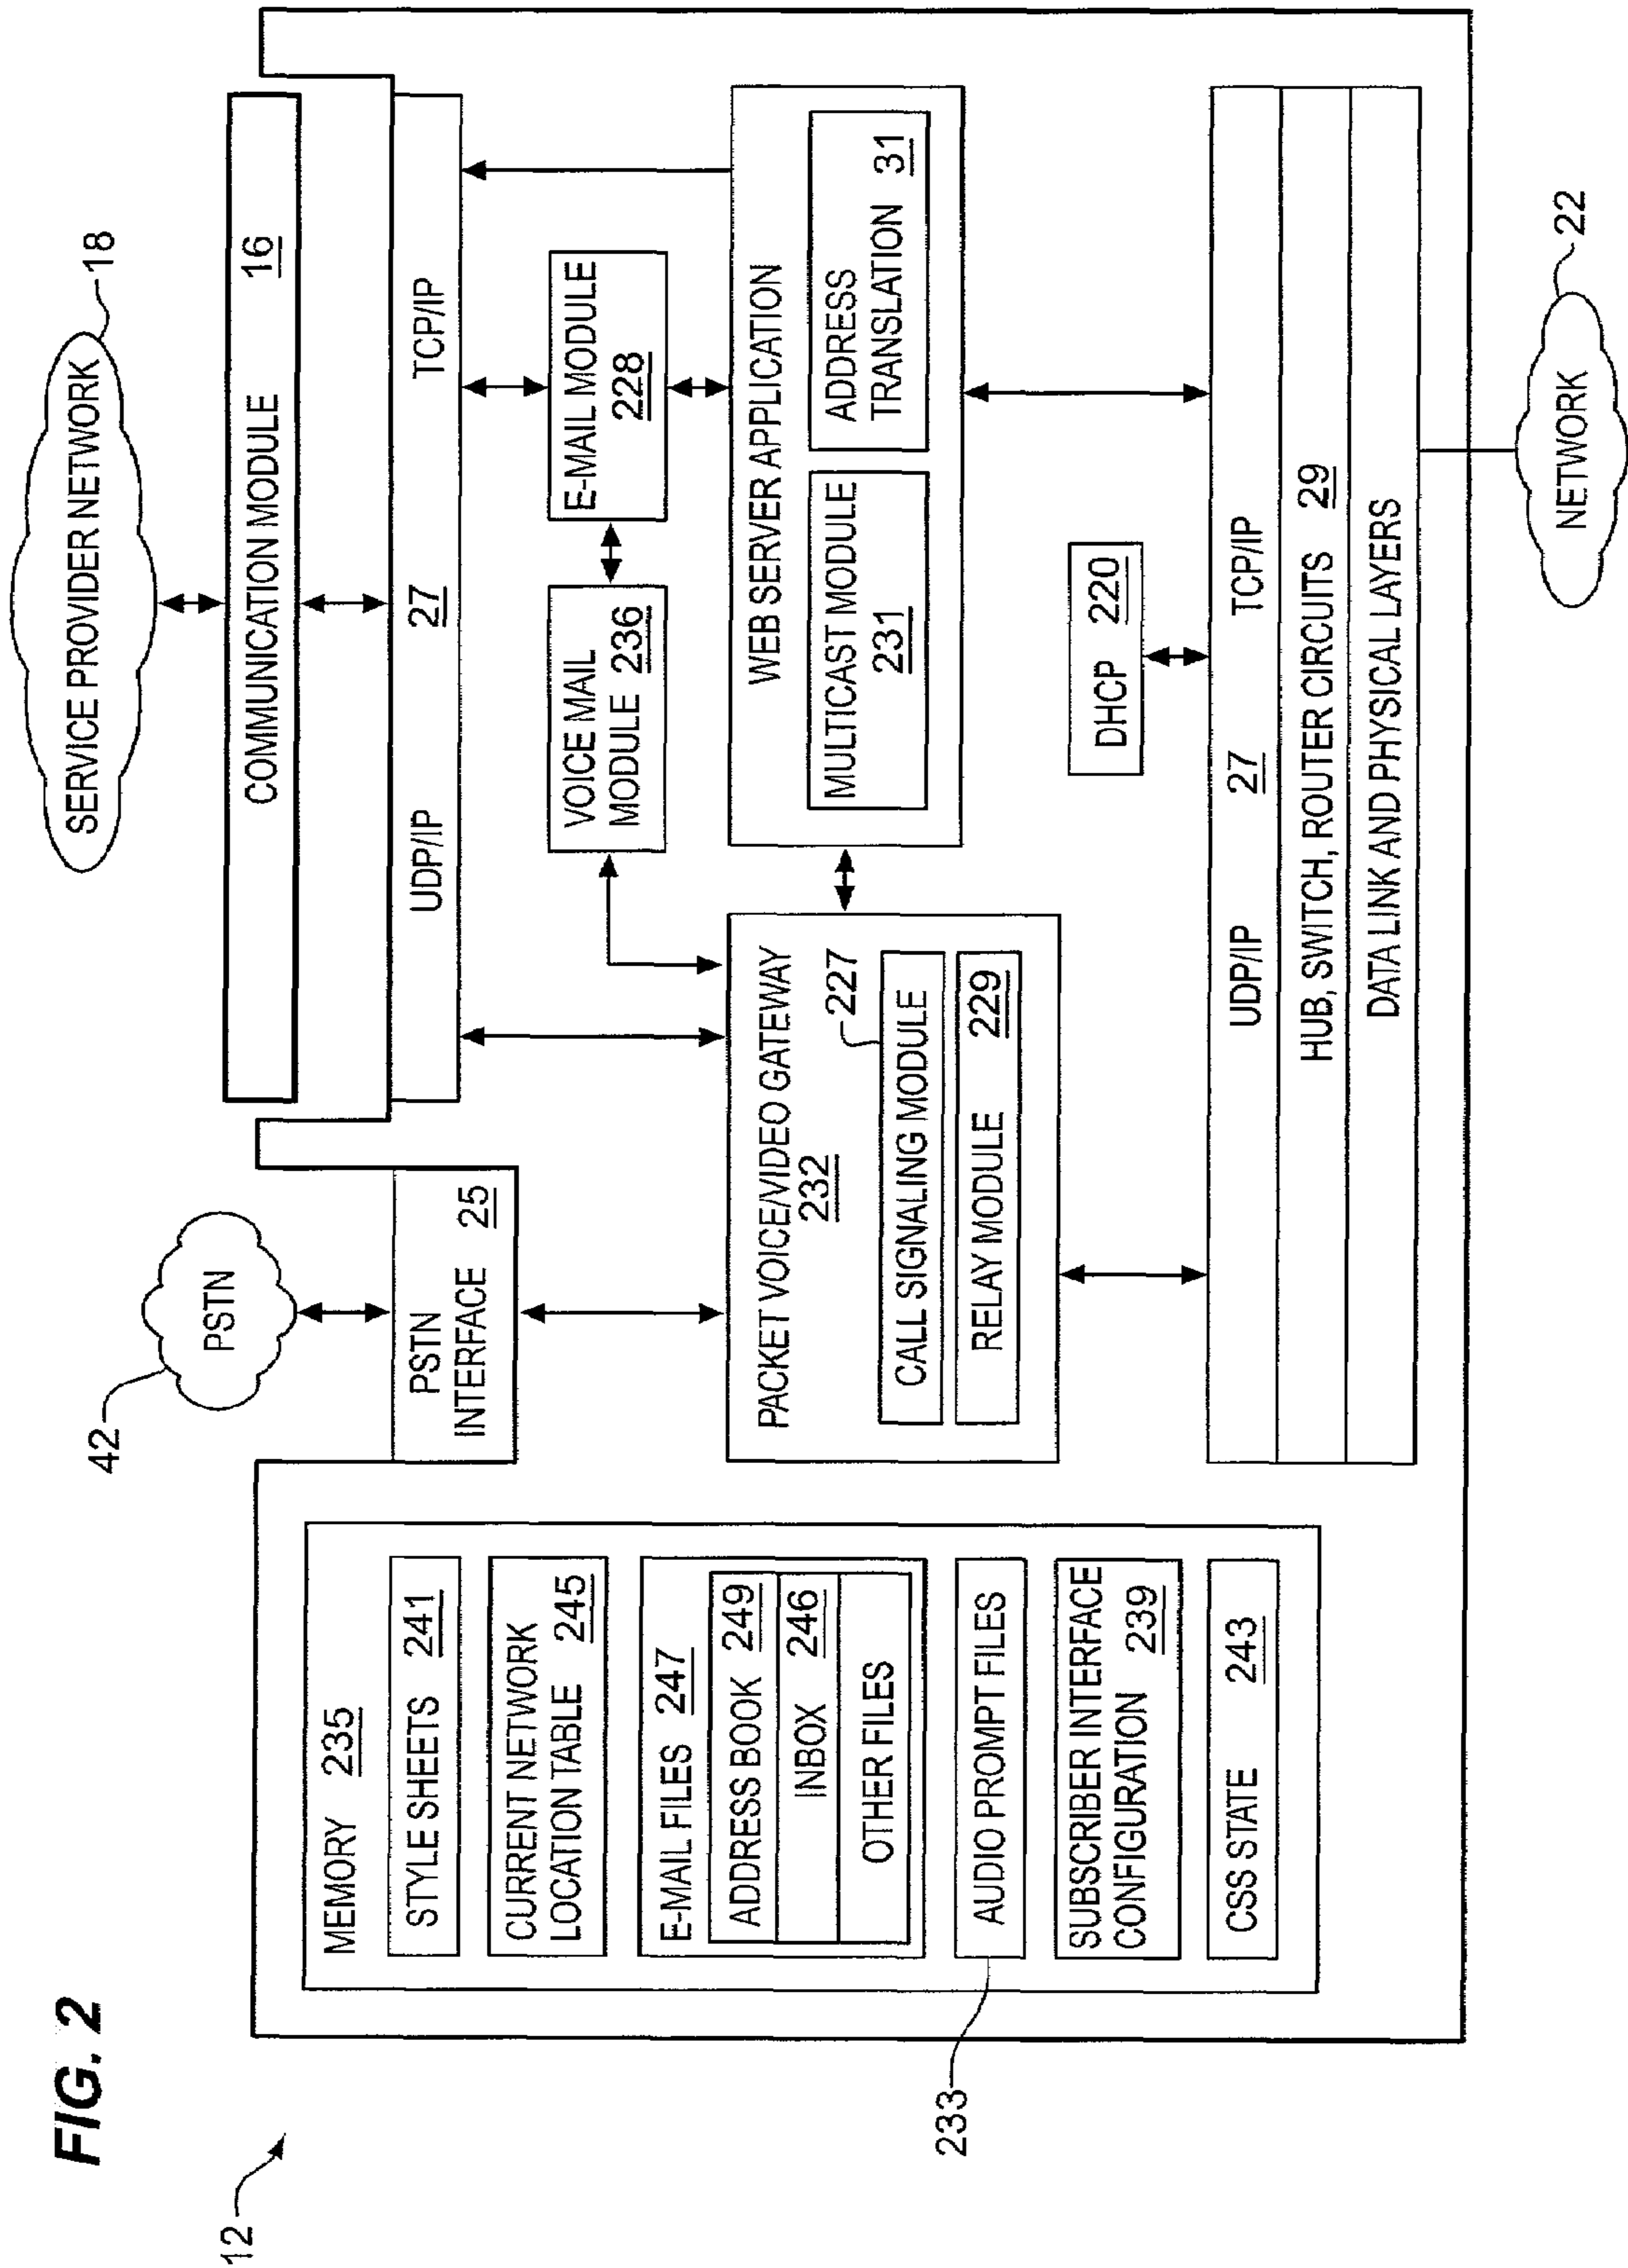 FIG. 2
12
SERVICE PROVIDER NETWORK
18
42
PSTN
COMMUNICATION MODULE 16
PSTN
INTERFACE 25
UDP/IP 27 TCP/IP
MEMORY 235
STYLE SHEETS 241
CURRENT NETWORK
LOCATION TABLE 245
E-MAIL FILES 247
ADDRESS BOOK 249
INBOX 246
OTHER FILES
AUDIO PROMPT FILES
233
SUBSCRIBER INTERFACE
CONFIGURATION 239
CSS STATE 243
VOICE MAIL
MODULE 236
E-MAIL MODULE
228
PACKET VOICE/VIDEO GATEWAY
232
227
CALL SIGNALING MODULE
RELAY MODULE 229
WEB SERVER APPLICATION
MULTICAST MODULE
231
ADDRESS
TRANSLATION 31
DHCP 220
UDP/IP 27 TCP/IP
HUB, SWITCH, ROUTER CIRCUITS 29
DATA LINK AND PHYSICAL LAYERS
NETWORK
22